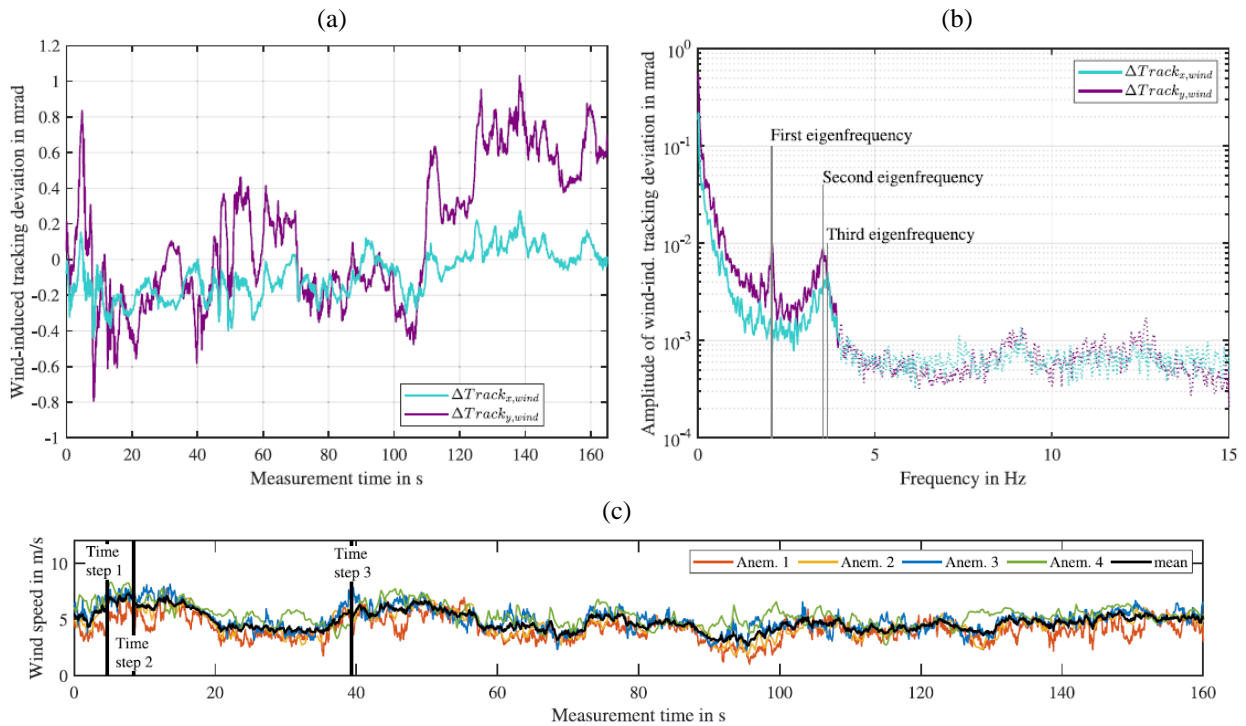 (a)
1.2
1
0.8
0.6
0.4
0.2
0
-0.2
-0.4
-0.6
-0.8
-1
Wind-induced tracking deviation in mrad
ΔTrack_{x,wind}
ΔTrack_{y,wind}
0 20 40 60 80 100 120 140 160
Measurement time in s
(b)
10^0
10^{-1}
10^{-2}
10^{-3}
10^{-4}
Amplitude of wind-ind. tracking deviation in mrad
ΔTrack_{x,wind}
ΔTrack_{y,wind}
First eigenfrequency
Second eigenfrequency
Third eigenfrequency
0 5 10 15
Frequency in Hz
(c)
10
5
0
Wind speed in m/s
Time
step 1
Time
step 2
Time
step 3
Anem. 1 Anem. 2 Anem. 3 Anem. 4 mean
0 20 40 60 80 100 120 140 160
Measurement time in s